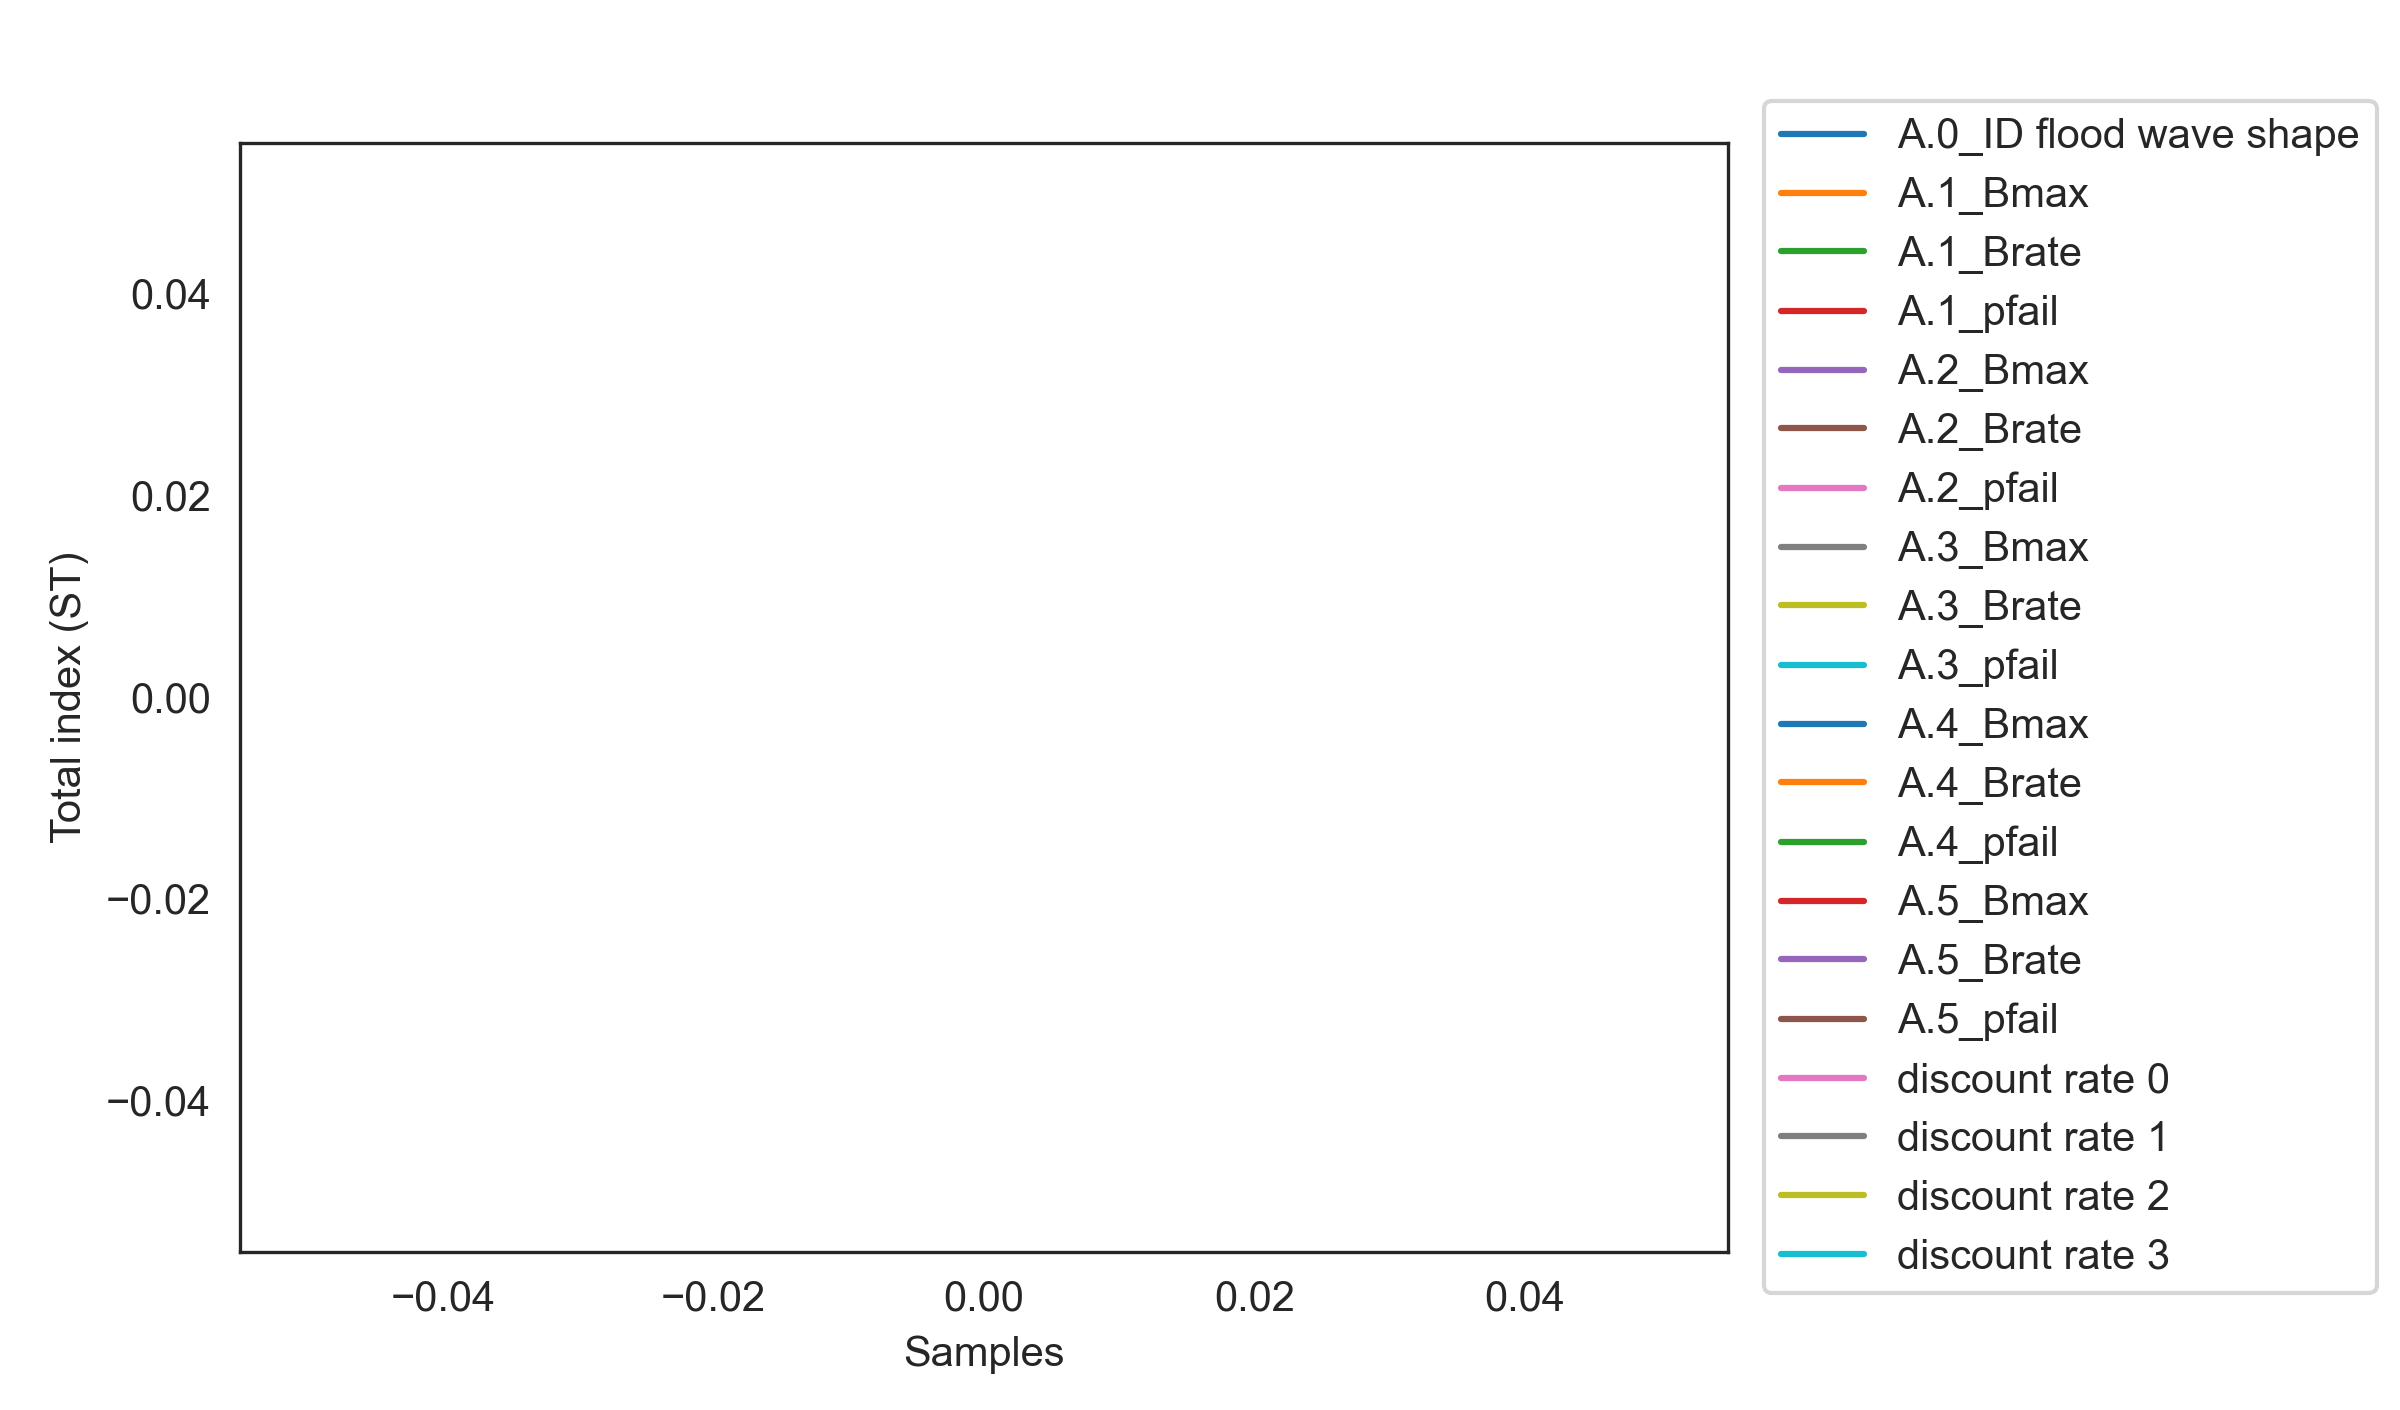 0.04
0.02
0.00
−0.02
−0.04
Total index (ST)
−0.04
−0.02
0.00
0.02
0.04
Samples
A.0_ID flood wave shape
A.1_Bmax
A.1_Brate
A.1_pfail
A.2_Bmax
A.2_Brate
A.2_pfail
A.3_Bmax
A.3_Brate
A.3_pfail
A.4_Bmax
A.4_Brate
A.4_pfail
A.5_Bmax
A.5_Brate
A.5_pfail
discount rate 0
discount rate 1
discount rate 2
discount rate 3